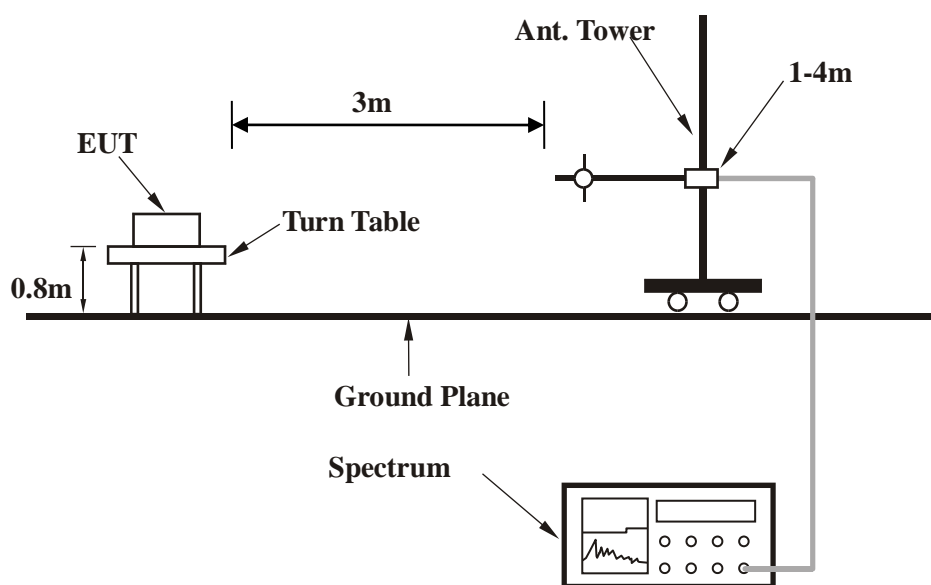 Ant. Tower
1-4m
3m
EUT
Turn Table
0.8m
Ground Plane
Spectrum